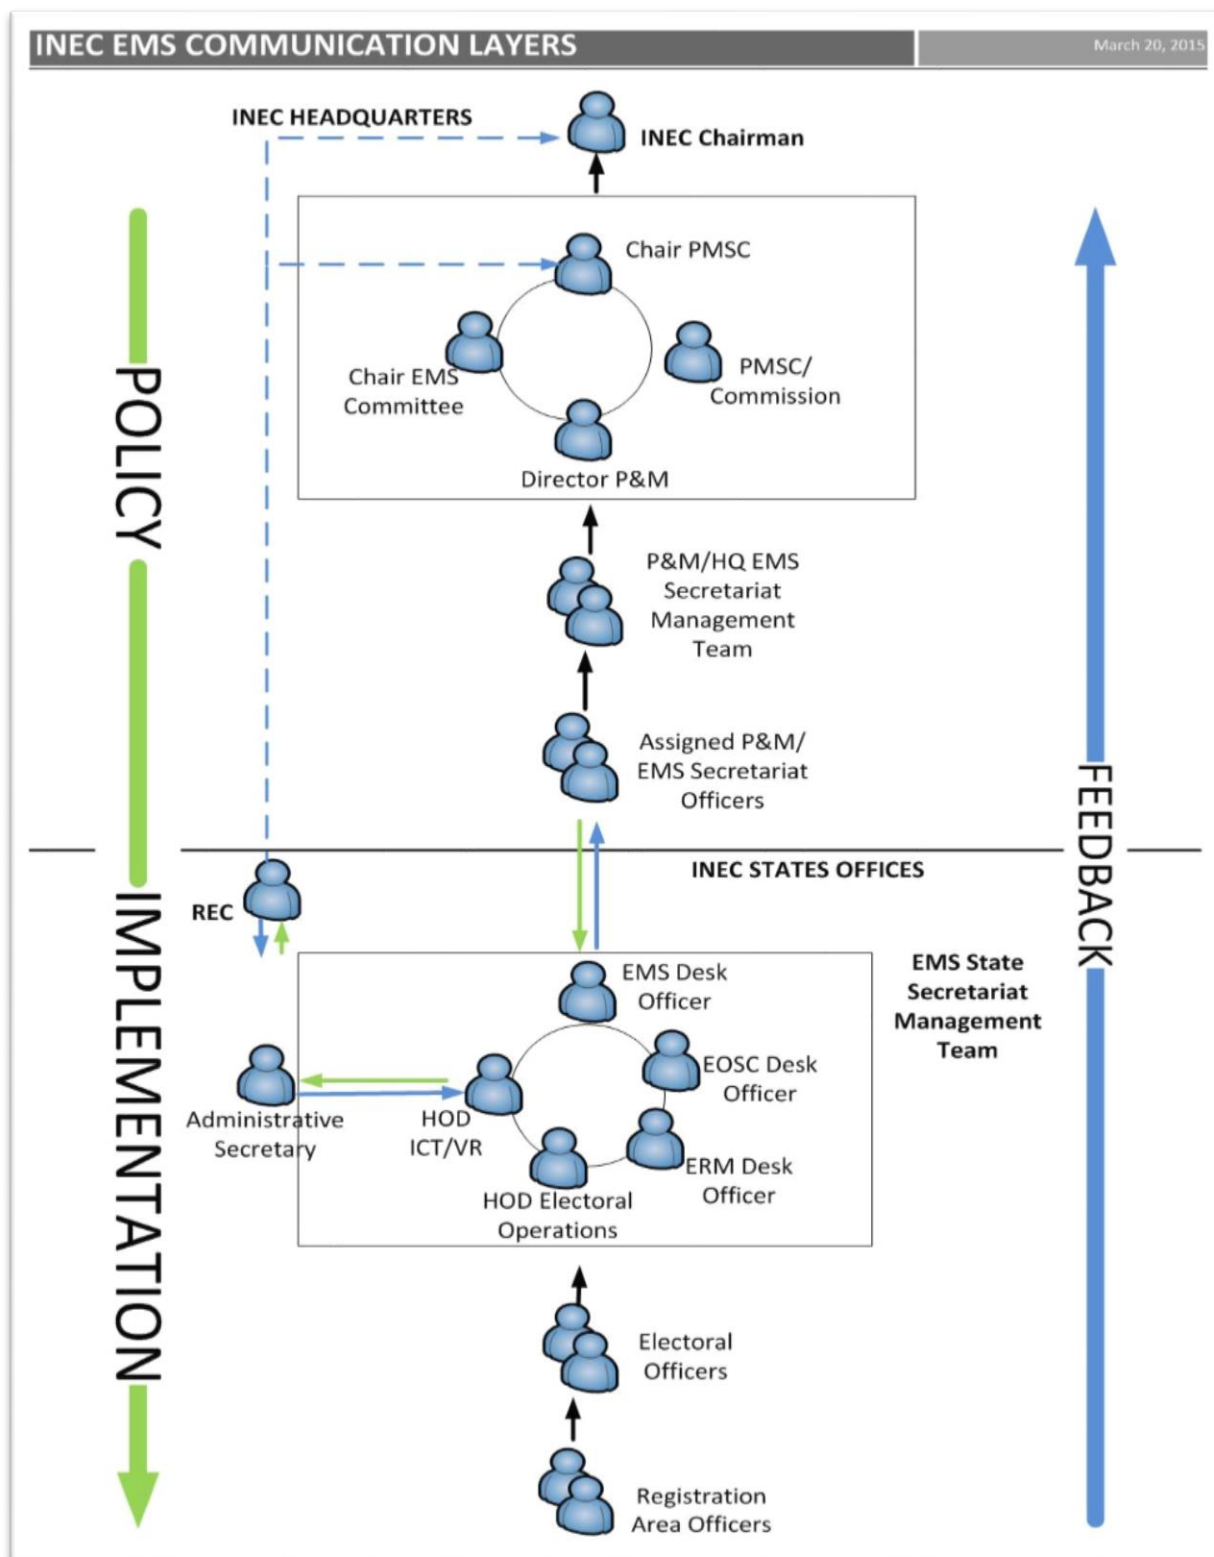 INEC EMS COMMUNICATION LAYERS
March 20, 2015
INEC HEADQUARTERS
INEC Chairman
Chair PMSC
Chair EMS
Committee
PMSC/
Commission
Director P&M
POLICY
P&M/HQ EMS
Secretariat
Management
Team
Assigned P&M/
EMS Secretariat
Officers
FEEDBACK
INEC STATES OFFICES
REC
IMPLEMENTATION
EMS Desk
Officer
EMS State
Secretariat
Management
Team
EOSC Desk
Officer
Administrative
Secretary
HOD
ICT/VR
ERM Desk
Officer
HOD Electoral
Operations
Electoral
Officers
Registration
Area Officers